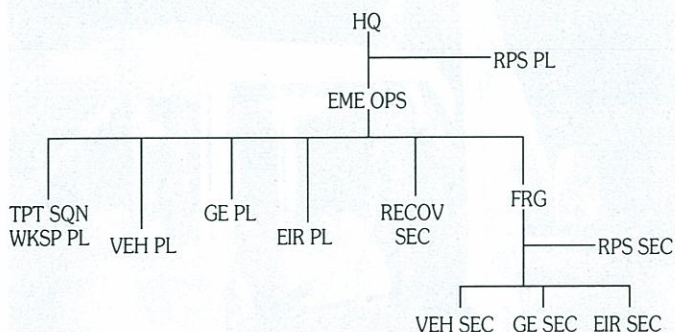 HQ
RPS PL
EME OPS
TPT SQN
WKSP PL
VEH PL
GE PL
EIR PL
RECOV
SEC
FRG
RPS SEC
VEH SEC
GE SEC
EIR SEC